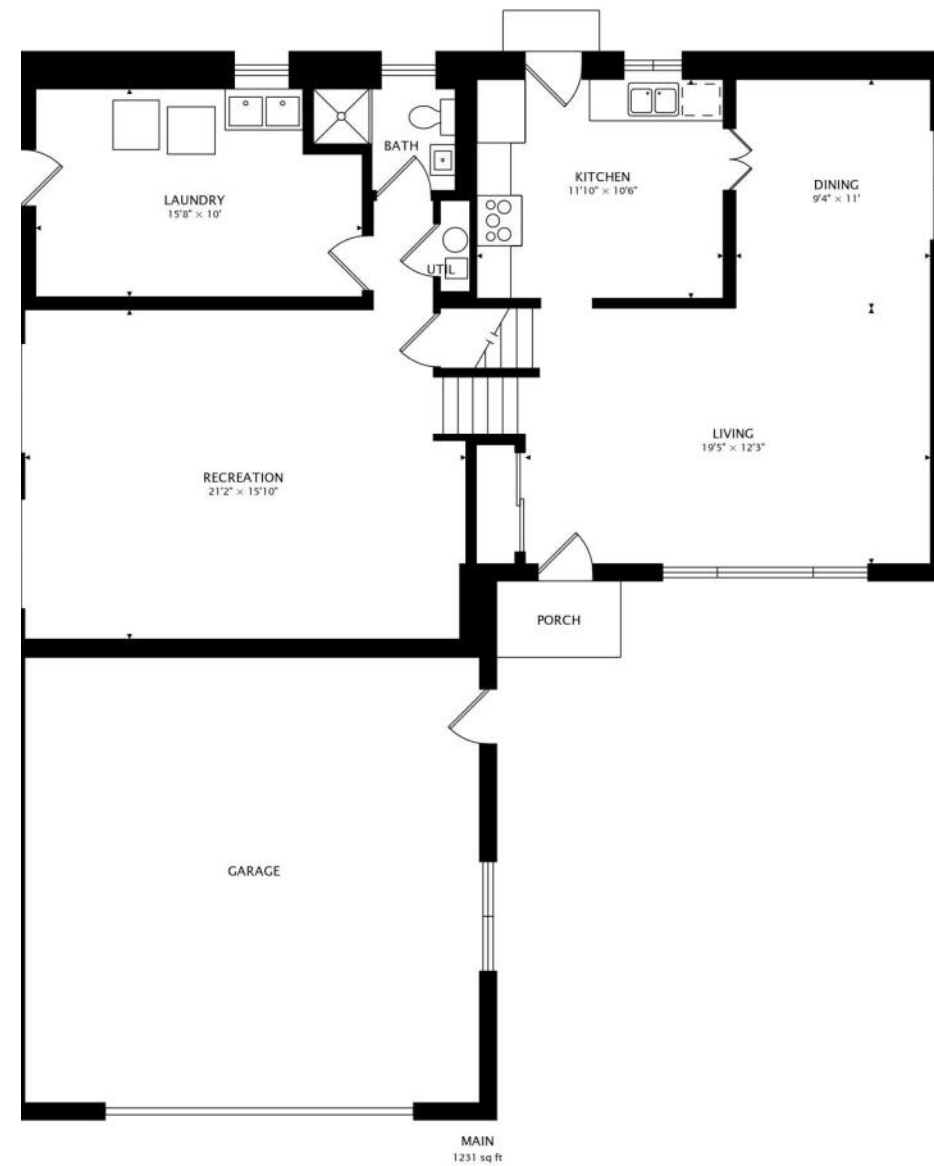 BATH
LAUNDRY
15'8" × 10'
KITCHEN
11'10" × 10'6"
DINING
9'4" × 11'
UTIL
LIVING
19'5" × 12'3"
RECREATION
21'2" × 15'10"
PORCH
GARAGE
MAIN
1231 sq ft